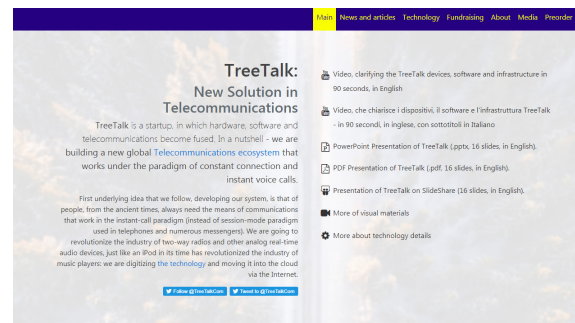 Main News and articles Technology Fundraising About Media Preorder
TreeTalk:
New Solution in
Telecommunications
TreeTalk is a startup, in which hardware, software and
telecommunications become fused. In a nutshell - we are
building a new global Telecommunications ecosystem that
works under the paradigm of constant connection and
instant voice calls.
First underlying idea that we follow, developing our system, is that of
people, from the ancient times, always need the means of communications
that work in the instant-call paradigm (instead of session-mode paradigm
used in telephones and numerous messengers). We are going to
revolutionize the industry of two-way radios and other analog real-time
audio devices, just like an iPod in its time has revolutionized the industry of
music players: we are digitizing the technology and moving it into the cloud
via the Internet.
Follow @TreeTalkCom Tweet to @TreeTalkCom
Video, clarifying the TreeTalk devices, software and infrastructure in
90 seconds, in English
Video, che chiarisce i dispositivi, il software e l'infrastruttura TreeTalk
- in 90 secondi, in inglese, con sottotitoli in Italiano
PowerPoint Presentation of TreeTalk (.pptx, 16 slides, in English).
PDF Presentation of TreeTalk (.pdf, 16 slides, in English).
Presentation of TreeTalk on SlideShare (16 slides, in English).
More of visual materials
More about technology details